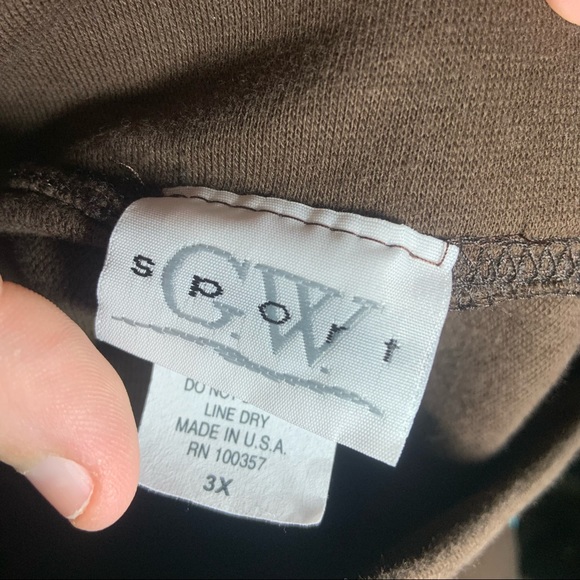 G.W.
sport
DO NOT
LINE DRY
MADE IN U.S.A.
RN 100357
3X